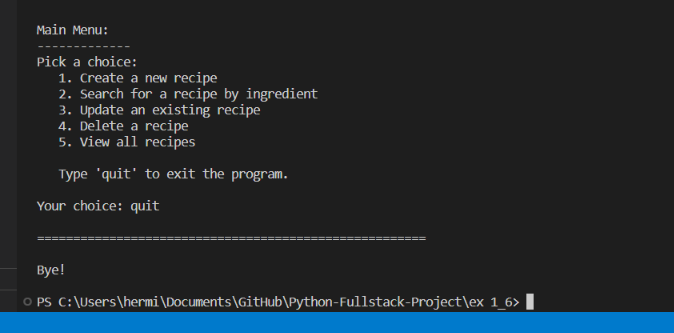 Main Menu:
-------------
Pick a choice:
   1. Create a new recipe
   2. Search for a recipe by ingredient
   3. Update an existing recipe
   4. Delete a recipe
   5. View all recipes
   Type 'quit' to exit the program.
Your choice: quit
======================================================
Bye!
PS C:\Users\hermi\Documents\GitHub\Python-Fullstack-Project\ex 1_6>